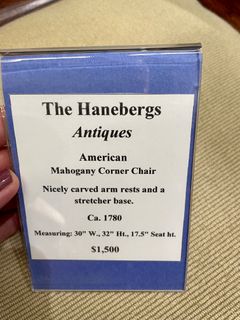 The Hanebergs
Antiques
American
Mahogany Corner Chair
Nicely carved arm rests and a
stretcher base.
Ca. 1780
Measuring: 30" W., 32" Ht., 17.5" Seat ht.
$1,500